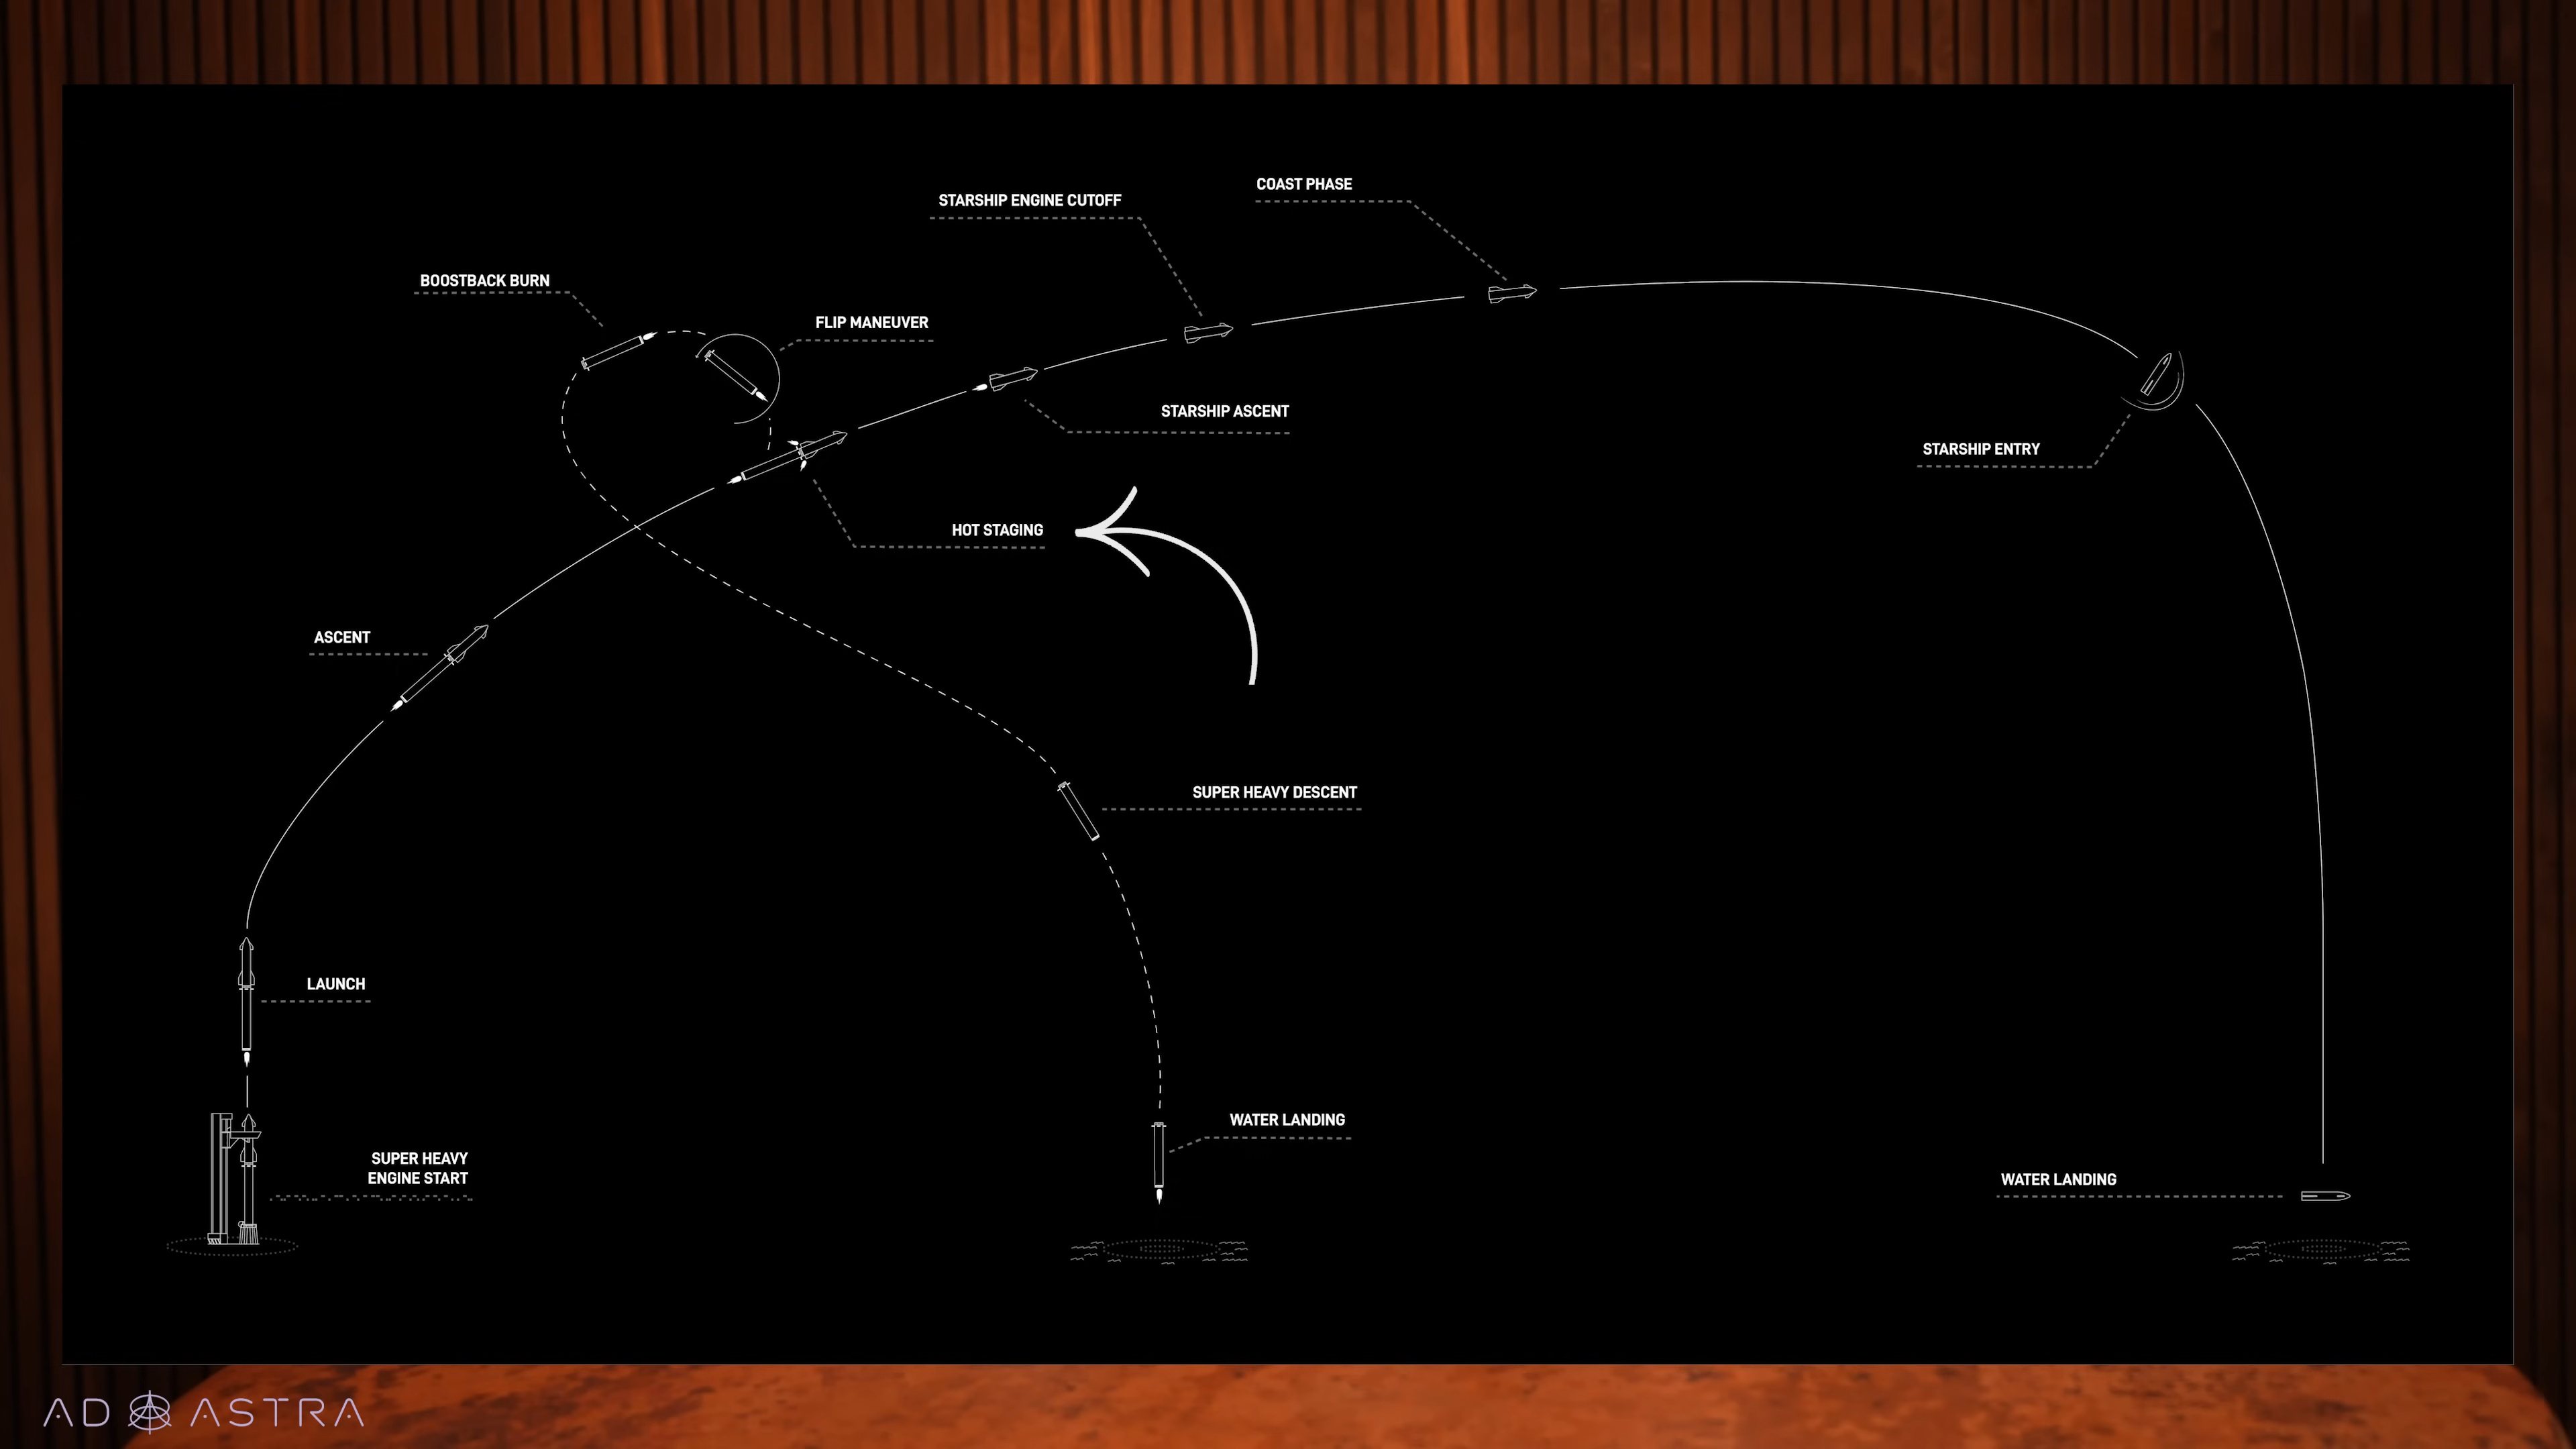 COAST PHASE
STARSHIP ENGINE CUTOFF
BOOSTBACK BURN
FLIP MANEUVER
STARSHIP ASCENT
STARSHIP ENTRY
HOT STAGING
ASCENT
SUPER HEAVY DESCENT
LAUNCH
WATER LANDING
SUPER HEAVY
ENGINE START
WATER LANDING
AD ASTRA